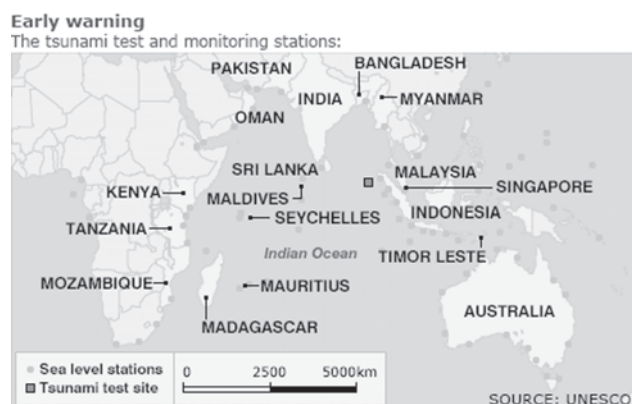 Early warning
The tsunami test and monitoring stations:
PAKISTAN
BANGLADESH
INDIA
MYANMAR
OMAN
SRI LANKA
MALAYSIA
KENYA
MALDIVES
SINGAPORE
SEYCHELLES
INDONESIA
TANZANIA
Indian Ocean
TIMOR LESTE
MOZAMBIQUE
MAURITIUS
AUSTRALIA
MADAGASCAR
Sea level stations
Tsunami test site
0 2500 5000km
SOURCE: UNESCO